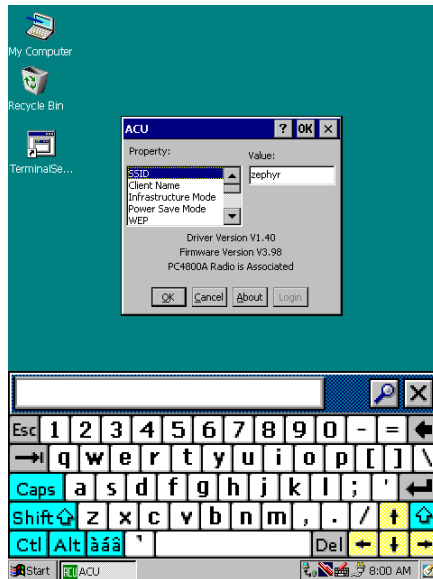 My Computer
Recycle Bin
TerminalSe...
ACU ? OK ×
Property: Value:
SSID zephyr
Client Name
Infrastructure Mode
Power Save Mode
WEP
Driver Version V1.40
Firmware Version V3.98
PC4800A Radio is Associated
OK Cancel About Login
Esc 1 2 3 4 5 6 7 8 9 0 - =
q w e r t y u i o p [ ] \
Caps a s d f g h j k l ; '
Shift z x c v b n m , . /
Ctl Alt àáâ ` Del
Start ACU 8:00 AM